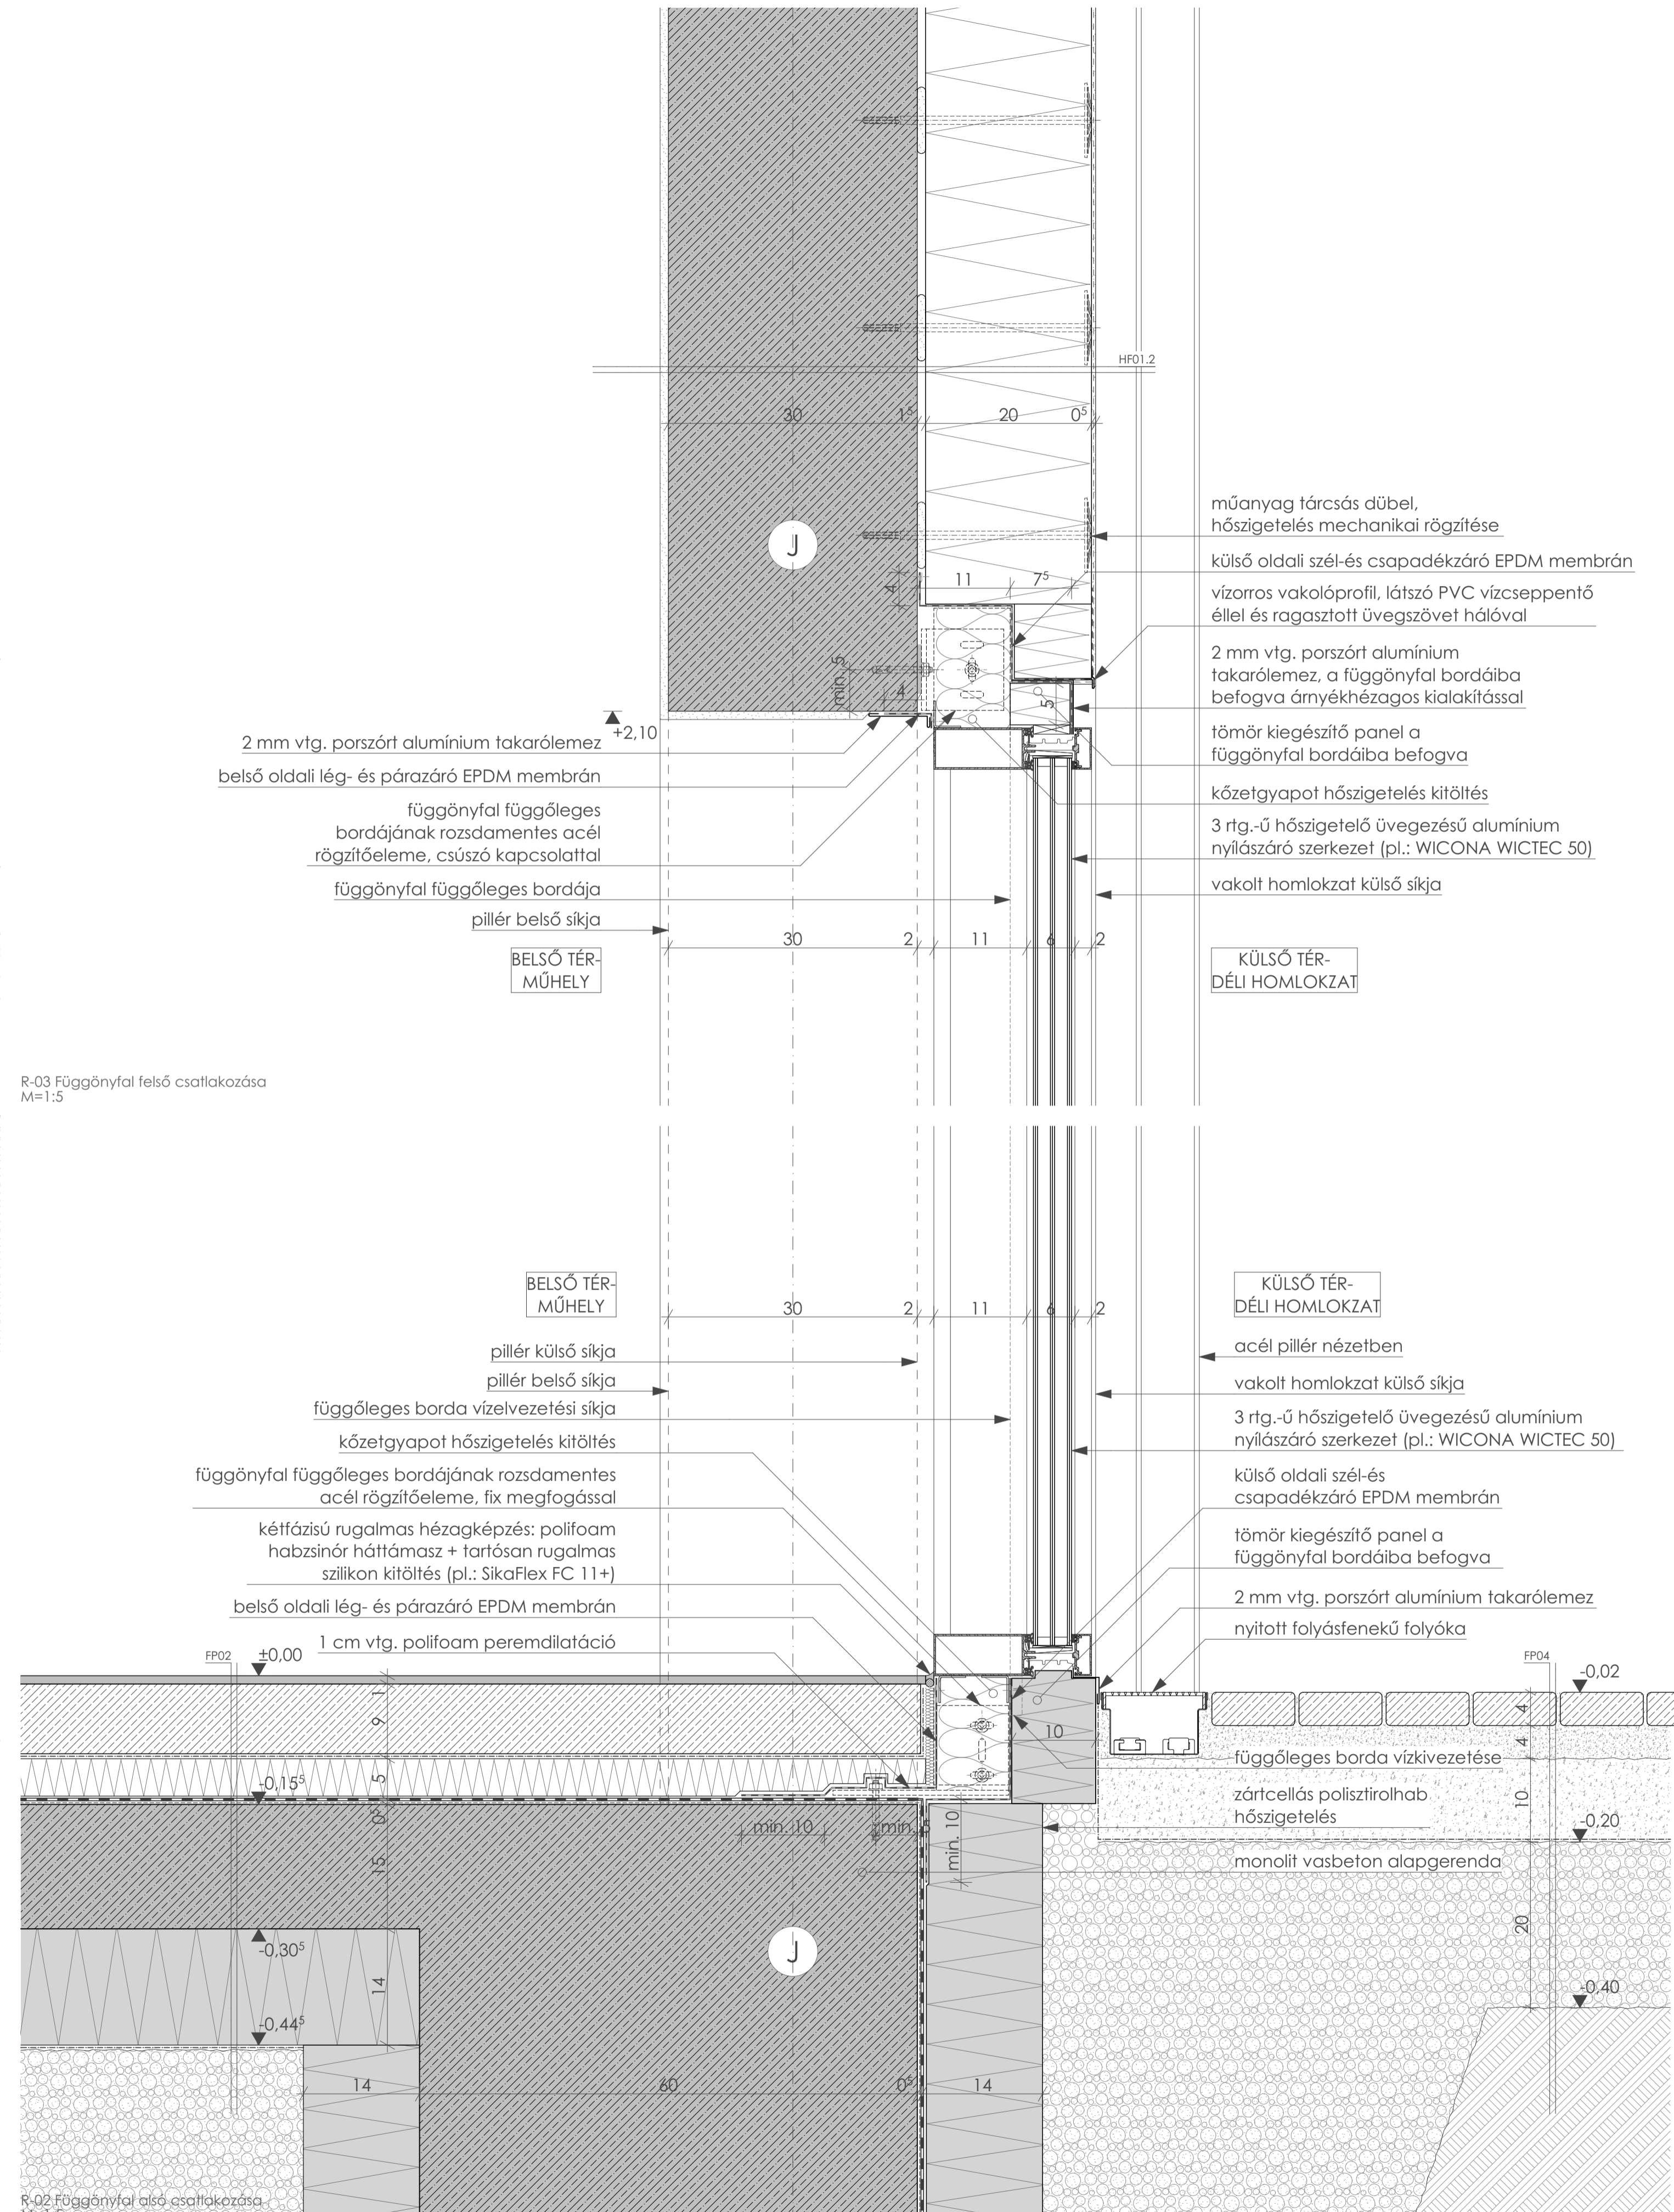 HF01.2
30
1⁵
20
0⁵
műanyag tárcsás dübel,
hőszigetelés mechanikai rögzítése
J
külső oldali szél-és csapadékzáró EPDM membrán
11
7⁵
4
vízorros vakolóprofil, látszó PVC vízcseppentő
éllel és ragasztott üvegszövet hálóval
2 mm vtg. porszórt alumínium
takarólemez, a függönyfal bordáiba
befogva árnyékhézagos kialakítással
min. 5
4
5
+2,10
tömör kiegészítő panel a
függönyfal bordáiba befogva
2 mm vtg. porszórt alumínium takarólemez
belső oldali lég- és párazáró EPDM membrán
kőzetgyapot hőszigetelés kitöltés
függönyfal függőleges
bordájának rozsdamentes acél
rögzítőeleme, csúszó kapcsolattal
3 rtg.-ű hőszigetelő üvegezésű alumínium
nyílászáró szerkezet (pl.: WICONA WICTEC 50)
függönyfal függőleges bordája
vakolt homlokzat külső síkja
pillér belső síkja
30
2
11
6
2
BELSŐ TÉR-
MŰHELY
KÜLSŐ TÉR-
DÉLI HOMLOKZAT
R-03 Függönyfal felső csatlakozása
M=1:5
BELSŐ TÉR-
MŰHELY
KÜLSŐ TÉR-
DÉLI HOMLOKZAT
30
2
11
6
2
pillér külső síkja
acél pillér nézetben
pillér belső síkja
vakolt homlokzat külső síkja
függőleges borda vízelvezetési síkja
3 rtg.-ű hőszigetelő üvegezésű alumínium
nyílászáró szerkezet (pl.: WICONA WICTEC 50)
kőzetgyapot hőszigetelés kitöltés
függönyfal függőleges bordájának rozsdamentes
acél rögzítőeleme, fix megfogással
külső oldali szél-és
csapadékzáró EPDM membrán
kétfázisú rugalmas hézagképzés: polifoam
habzsinór háttámasz + tartósan rugalmas
szilikon kitöltés (pl.: SikaFlex FC 11+)
tömör kiegészítő panel a
függönyfal bordáiba befogva
belső oldali lég- és párazáró EPDM membrán
2 mm vtg. porszórt alumínium takarólemez
1 cm vtg. polifoam peremdilatáció
nyitott folyásfenekű folyóka
FP02
±0,00
FP04
-0,02
1
9
5
0⁵
15
14
10
4
4
10
20
függőleges borda vízkivezetése
-0,15⁵
zártcellás polisztirolhab
hőszigetelés
-0,20
min. 10
min. 5
min. 10
monolit vasbeton alapgerenda
-0,30⁵
J
-0,40
-0,44⁵
14
60
0⁵
14
R-02 Függönyfal alsó csatlakozása